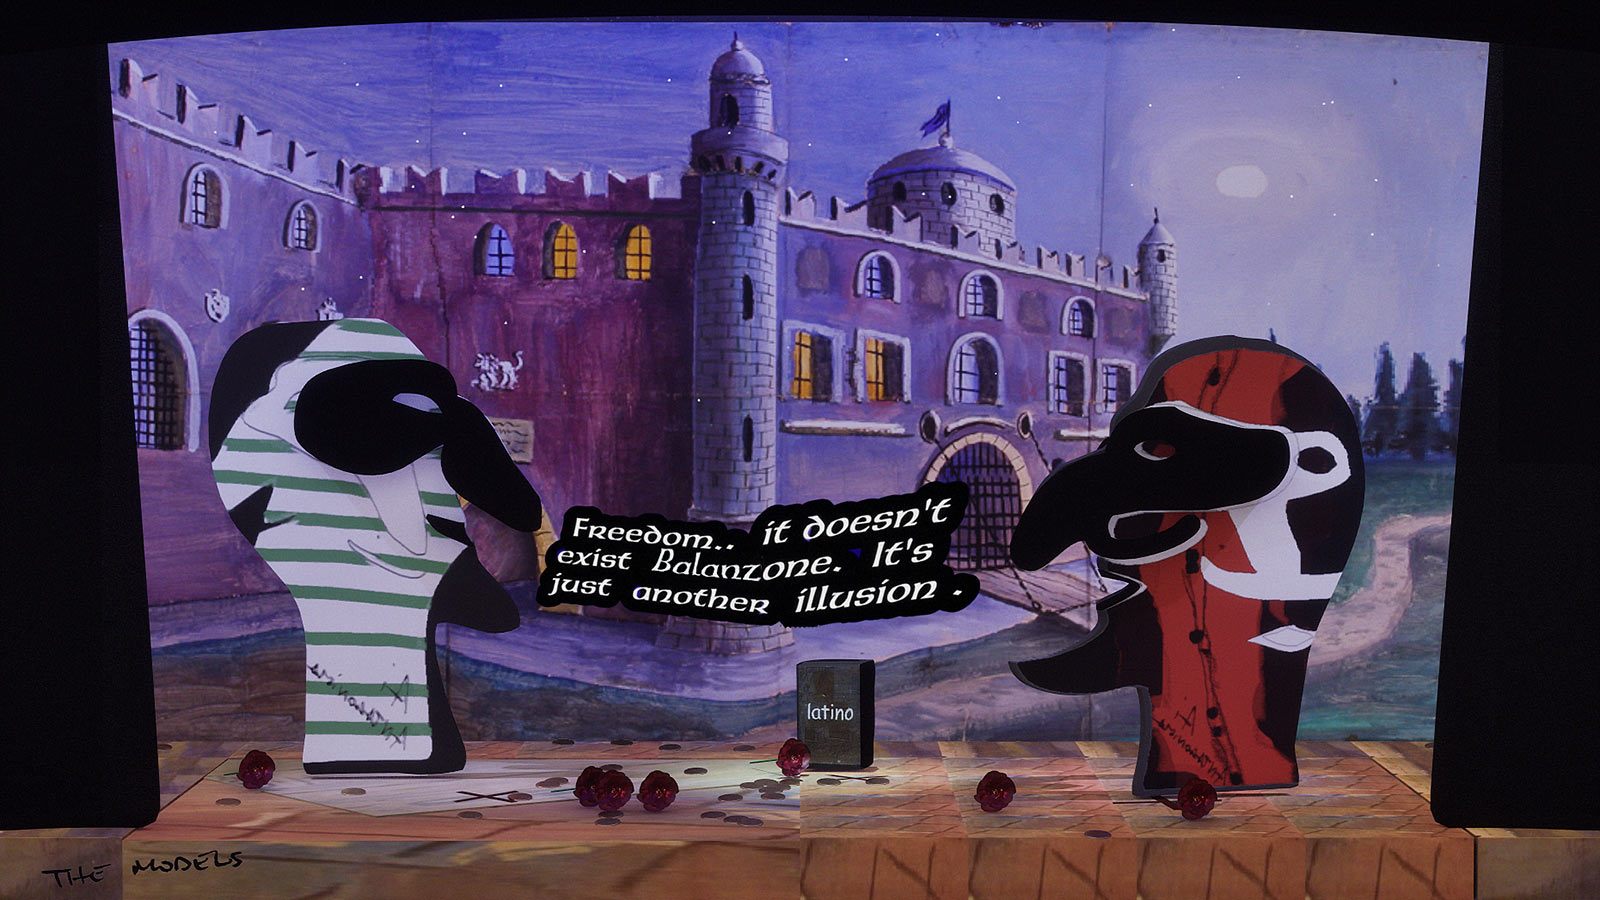 Freedom.. it doesn't
exist Balanzone. It's
just another illusion.
latino
THE MODELS